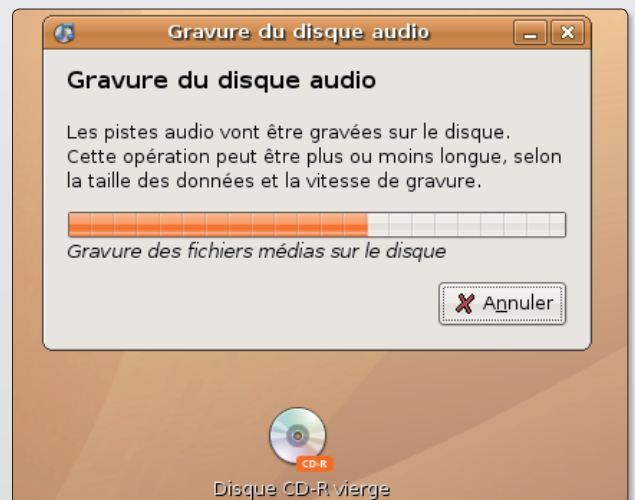 Gravure du disque audio
Gravure du disque audio
Les pistes audio vont être gravées sur le disque.
Cette opération peut être plus ou moins longue, selon
la taille des données et la vitesse de gravure.
Gravure des fichiers médias sur le disque
Annuler
CD-R
Disque CD-R vierge